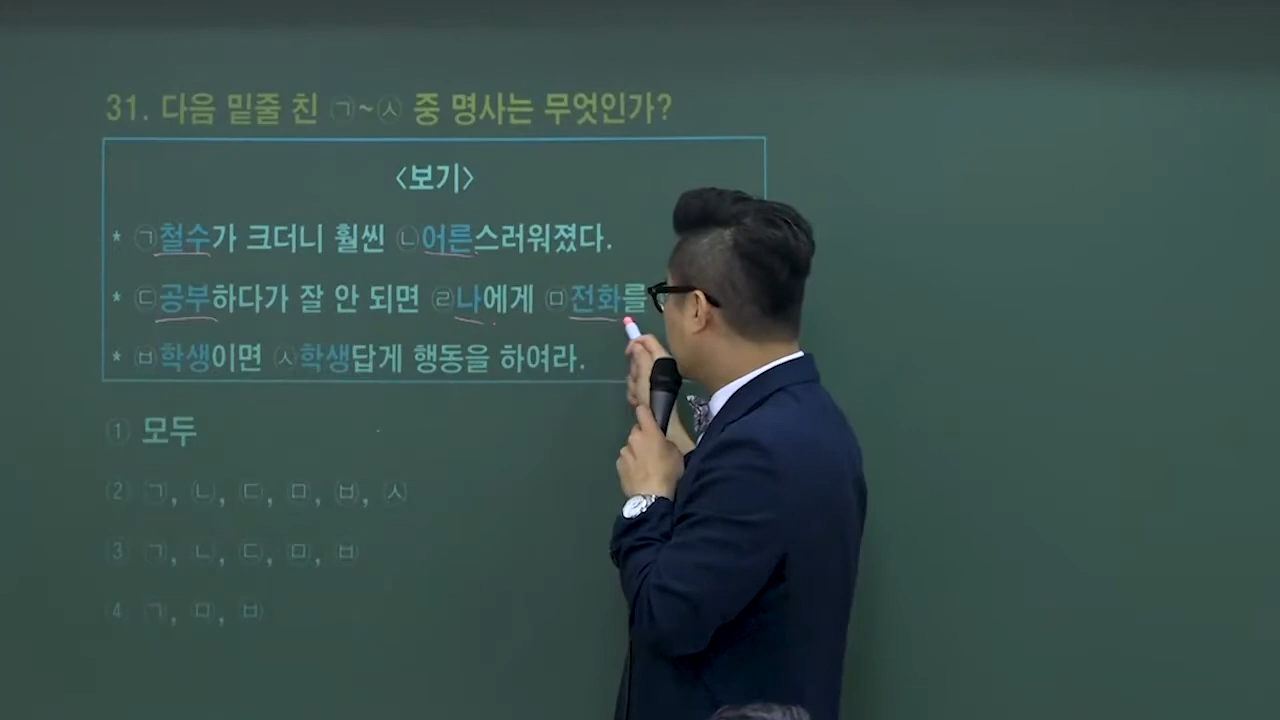 31. 다음 밑줄 친 ㉠~㉦ 중 명사는 무엇인가?
〈보기〉
* ㉠철수가 크더니 훨씬 ㉡어른스러워졌다.
* ㉢공부하다가 잘 안 되면 ㉣나에게 ㉤전화를
* ㉥학생이면 ㉦학생답게 행동을 하여라.
① 모두
② ㉠, ㉡, ㉢, ㉤, ㉥, ㉦
③ ㉠, ㉡, ㉢, ㉤, ㉥
④ ㉠, ㉤, ㉥